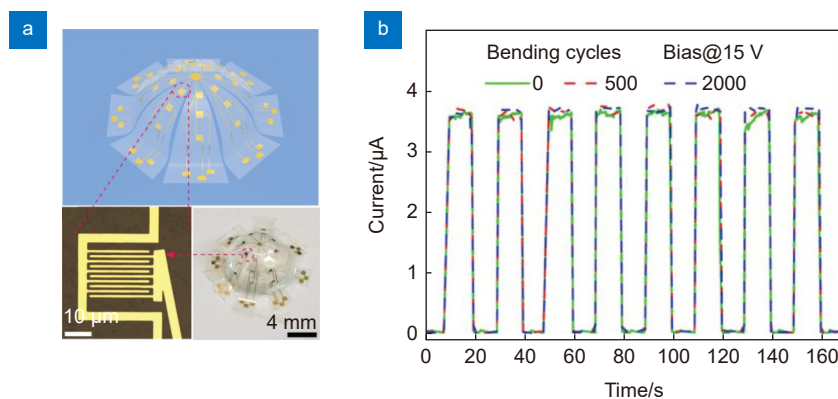 a
10 μm
4 mm
b
Bending cycles Bias@15 V
0 500 2000
4
3
2
1
0
Current/μA
0 20 40 60 80 100 120 140 160
Time/s